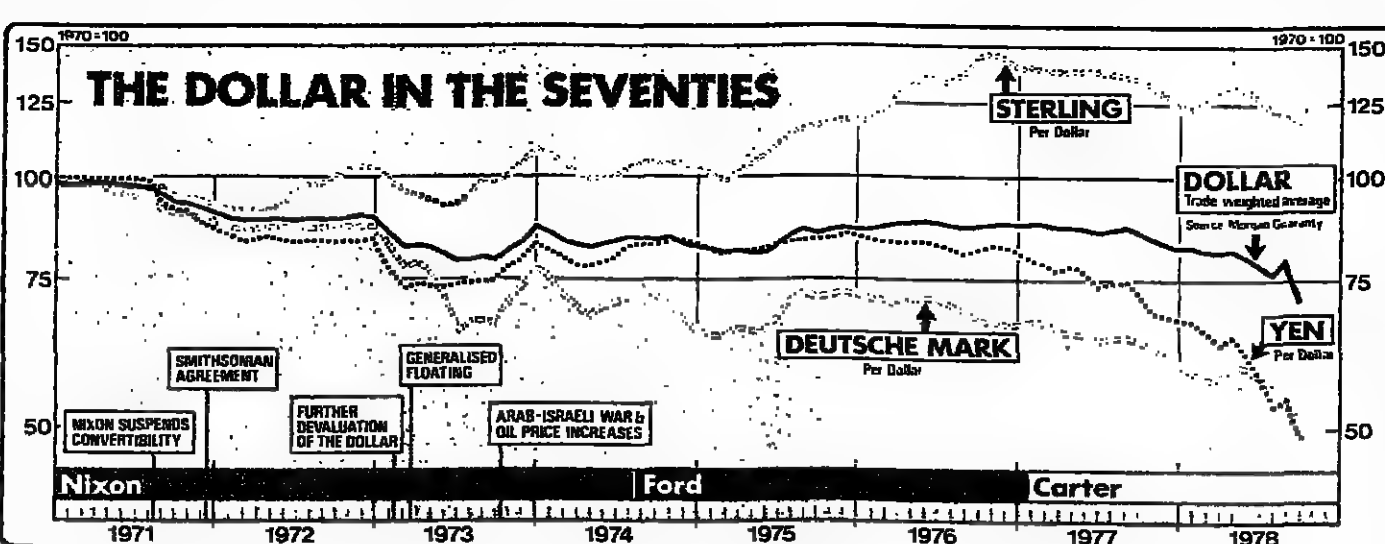 1970=100
1970=100
150
150
THE DOLLAR IN THE SEVENTIES
125
125
STERLING
Per Dollar
100
100
DOLLAR
Trade weighted average
Source Morgan Guaranty
75
75
YEN
Per Dollar
DEUTSCHE MARK
Per Dollar
SMITHSONIAN
AGREEMENT
GENERALISED
FLOATING
NIXON SUSPENDS
CONVERTIBILITY
FURTHER
DEVALUATION
OF THE DOLLAR
ARAB-ISRAELI WAR &
OIL PRICE INCREASES
50
50
Nixon
Ford
Carter
1971
1972
1973
1974
1975
1976
1977
1978